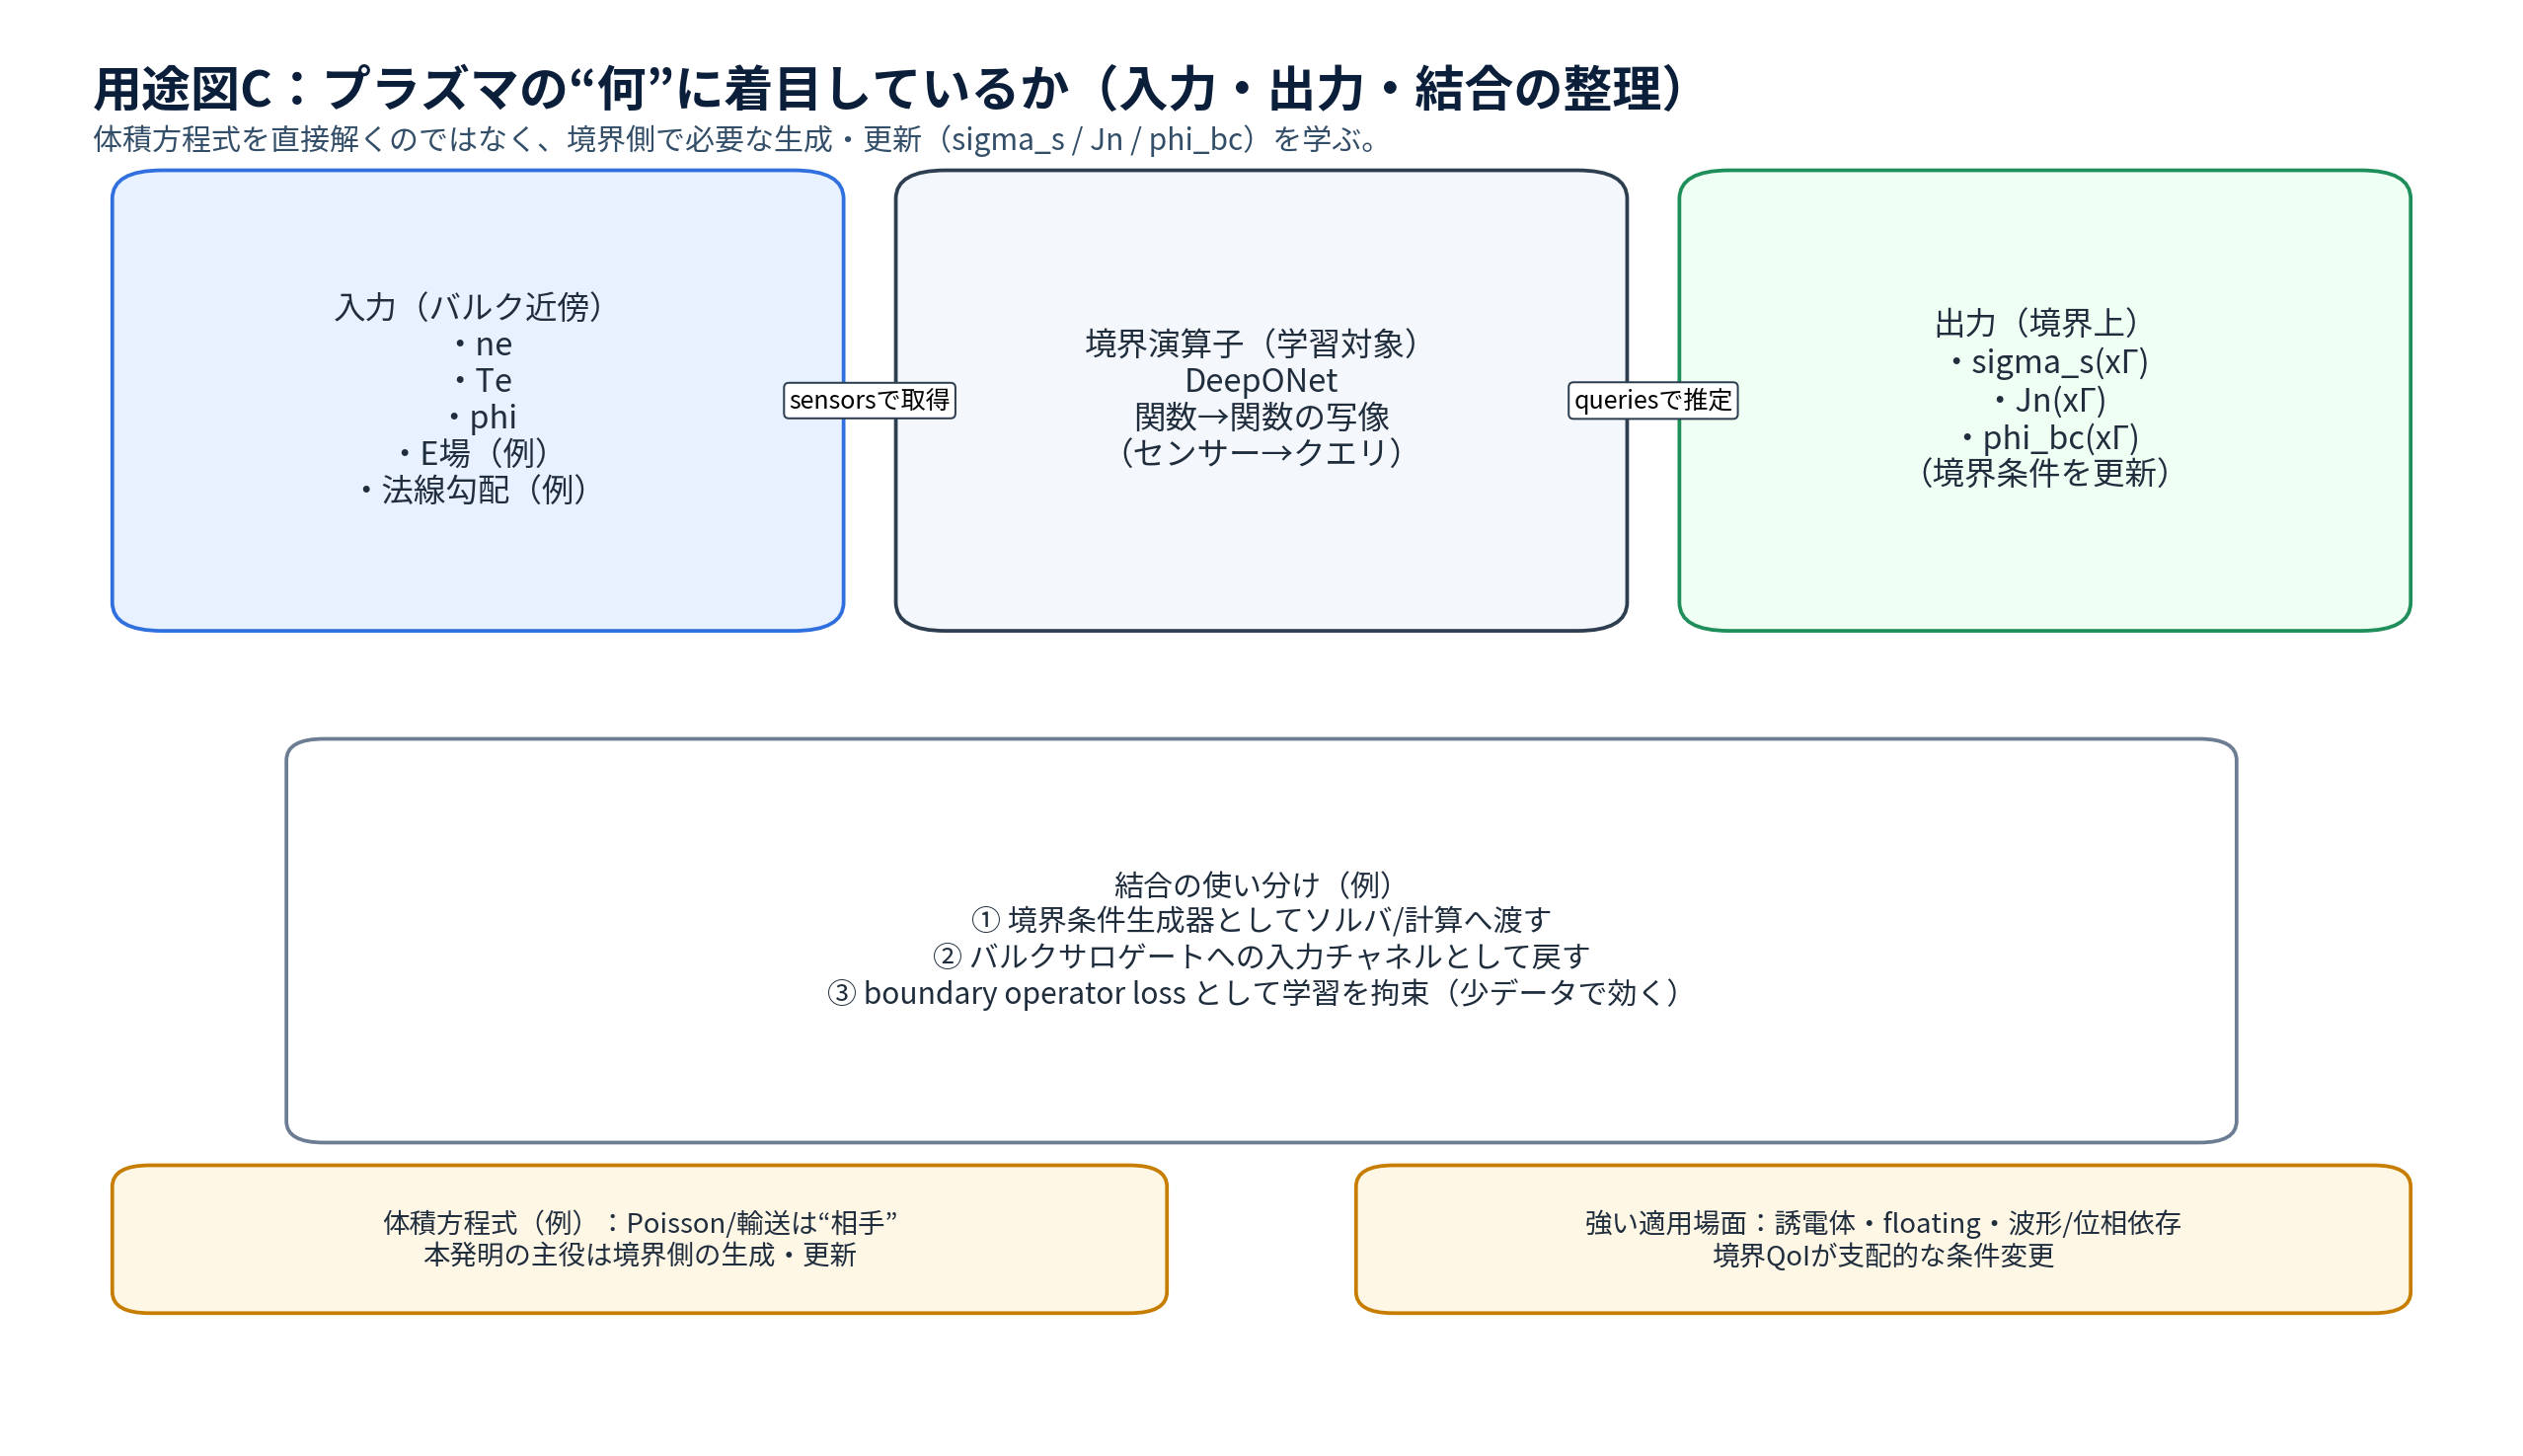 用途図C：プラズマの“何”に着目しているか（入力・出力・結合の整理）
体積方程式を直接解くのではなく、境界側で必要な生成・更新（sigma_s / Jn / phi_bc）を学ぶ。
入力（バルク近傍）
・ne
・Te
・phi
・E場（例）
・法線勾配（例）
sensorsで取得
境界演算子（学習対象）
DeepONet
関数→関数の写像
（センサー→クエリ）
queriesで推定
出力（境界上）
・sigma_s(xΓ)
・Jn(xΓ)
・phi_bc(xΓ)
（境界条件を更新）
結合の使い分け（例）
① 境界条件生成器としてソルバ/計算へ渡す
② バルクサロゲートへの入力チャネルとして戻す
③ boundary operator loss として学習を拘束（少データで効く）
体積方程式（例）：Poisson/輸送は“相手”
本発明の主役は境界側の生成・更新
強い適用場面：誘電体・floating・波形/位相依存
境界QoIが支配的な条件変更